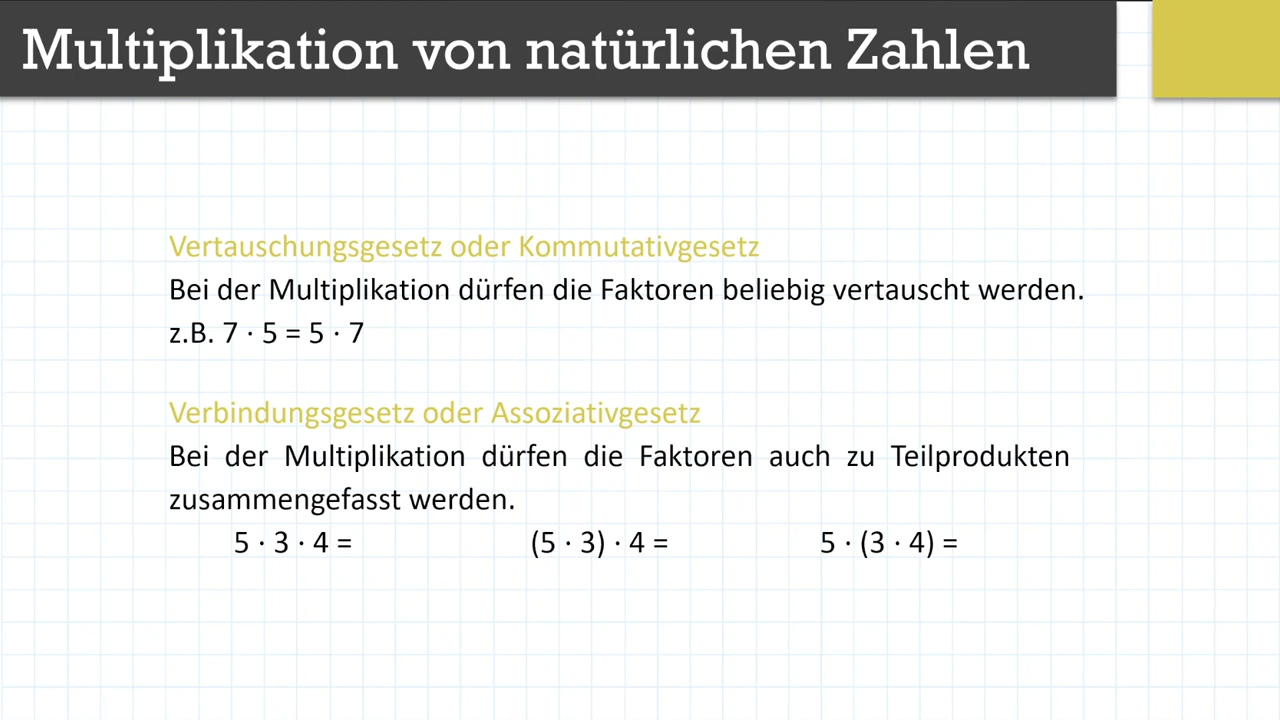 Multiplikation von natürlichen Zahlen
Vertauschungsgesetz oder Kommutativgesetz
Bei der Multiplikation dürfen die Faktoren beliebig vertauscht werden.
z.B. 7 · 5 = 5 · 7
Verbindungsgesetz oder Assoziativgesetz
Bei der Multiplikation dürfen die Faktoren auch zu Teilprodukten
zusammengefasst werden.
5 · 3 · 4 = (5 · 3) · 4 = 5 · (3 · 4) =